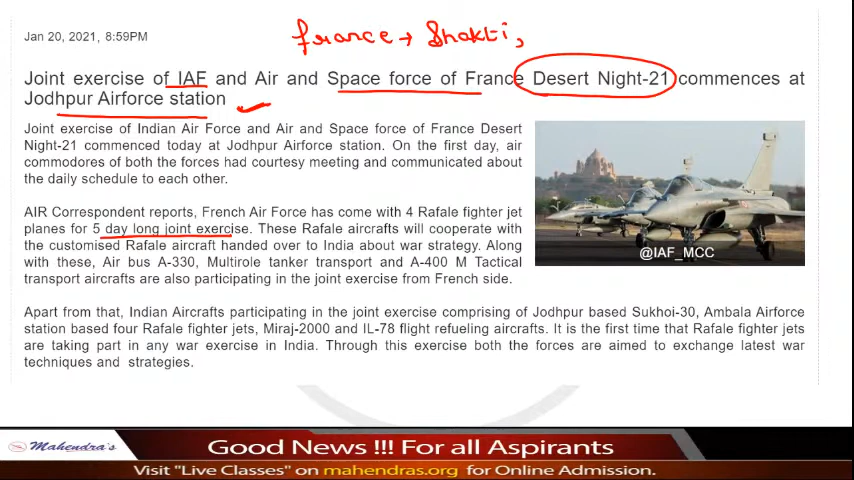 Jan 20, 2021, 8:59PM
france → Shakti,
Joint exercise of IAF and Air and Space force of France Desert Night-21 commences at
Jodhpur Airforce station
Joint exercise of Indian Air Force and Air and Space force of France Desert
Night-21 commenced today at Jodhpur Airforce station. On the first day, air
commodores of both the forces had courtesy meeting and communicated about
the daily schedule to each other.
AIR Correspondent reports, French Air Force has come with 4 Rafale fighter jet
planes for 5 day long joint exercise. These Rafale aircrafts will cooperate with
the customised Rafale aircraft handed over to India about war strategy. Along
with these, Air bus A-330, Multirole tanker transport and A-400 M Tactical
transport aircrafts are also participating in the joint exercise from French side.
@IAF_MCC
Apart from that, Indian Aircrafts participating in the joint exercise comprising of Jodhpur based Sukhoi-30, Ambala Airforce
station based four Rafale fighter jets, Miraj-2000 and IL-78 flight refueling aircrafts. It is the first time that Rafale fighter jets
are taking part in any war exercise in India. Through this exercise both the forces are aimed to exchange latest war
techniques and strategies.
Mahendra's
Good News !!! For all Aspirants
Visit "Live Classes" on mahendras.org for Online Admission.